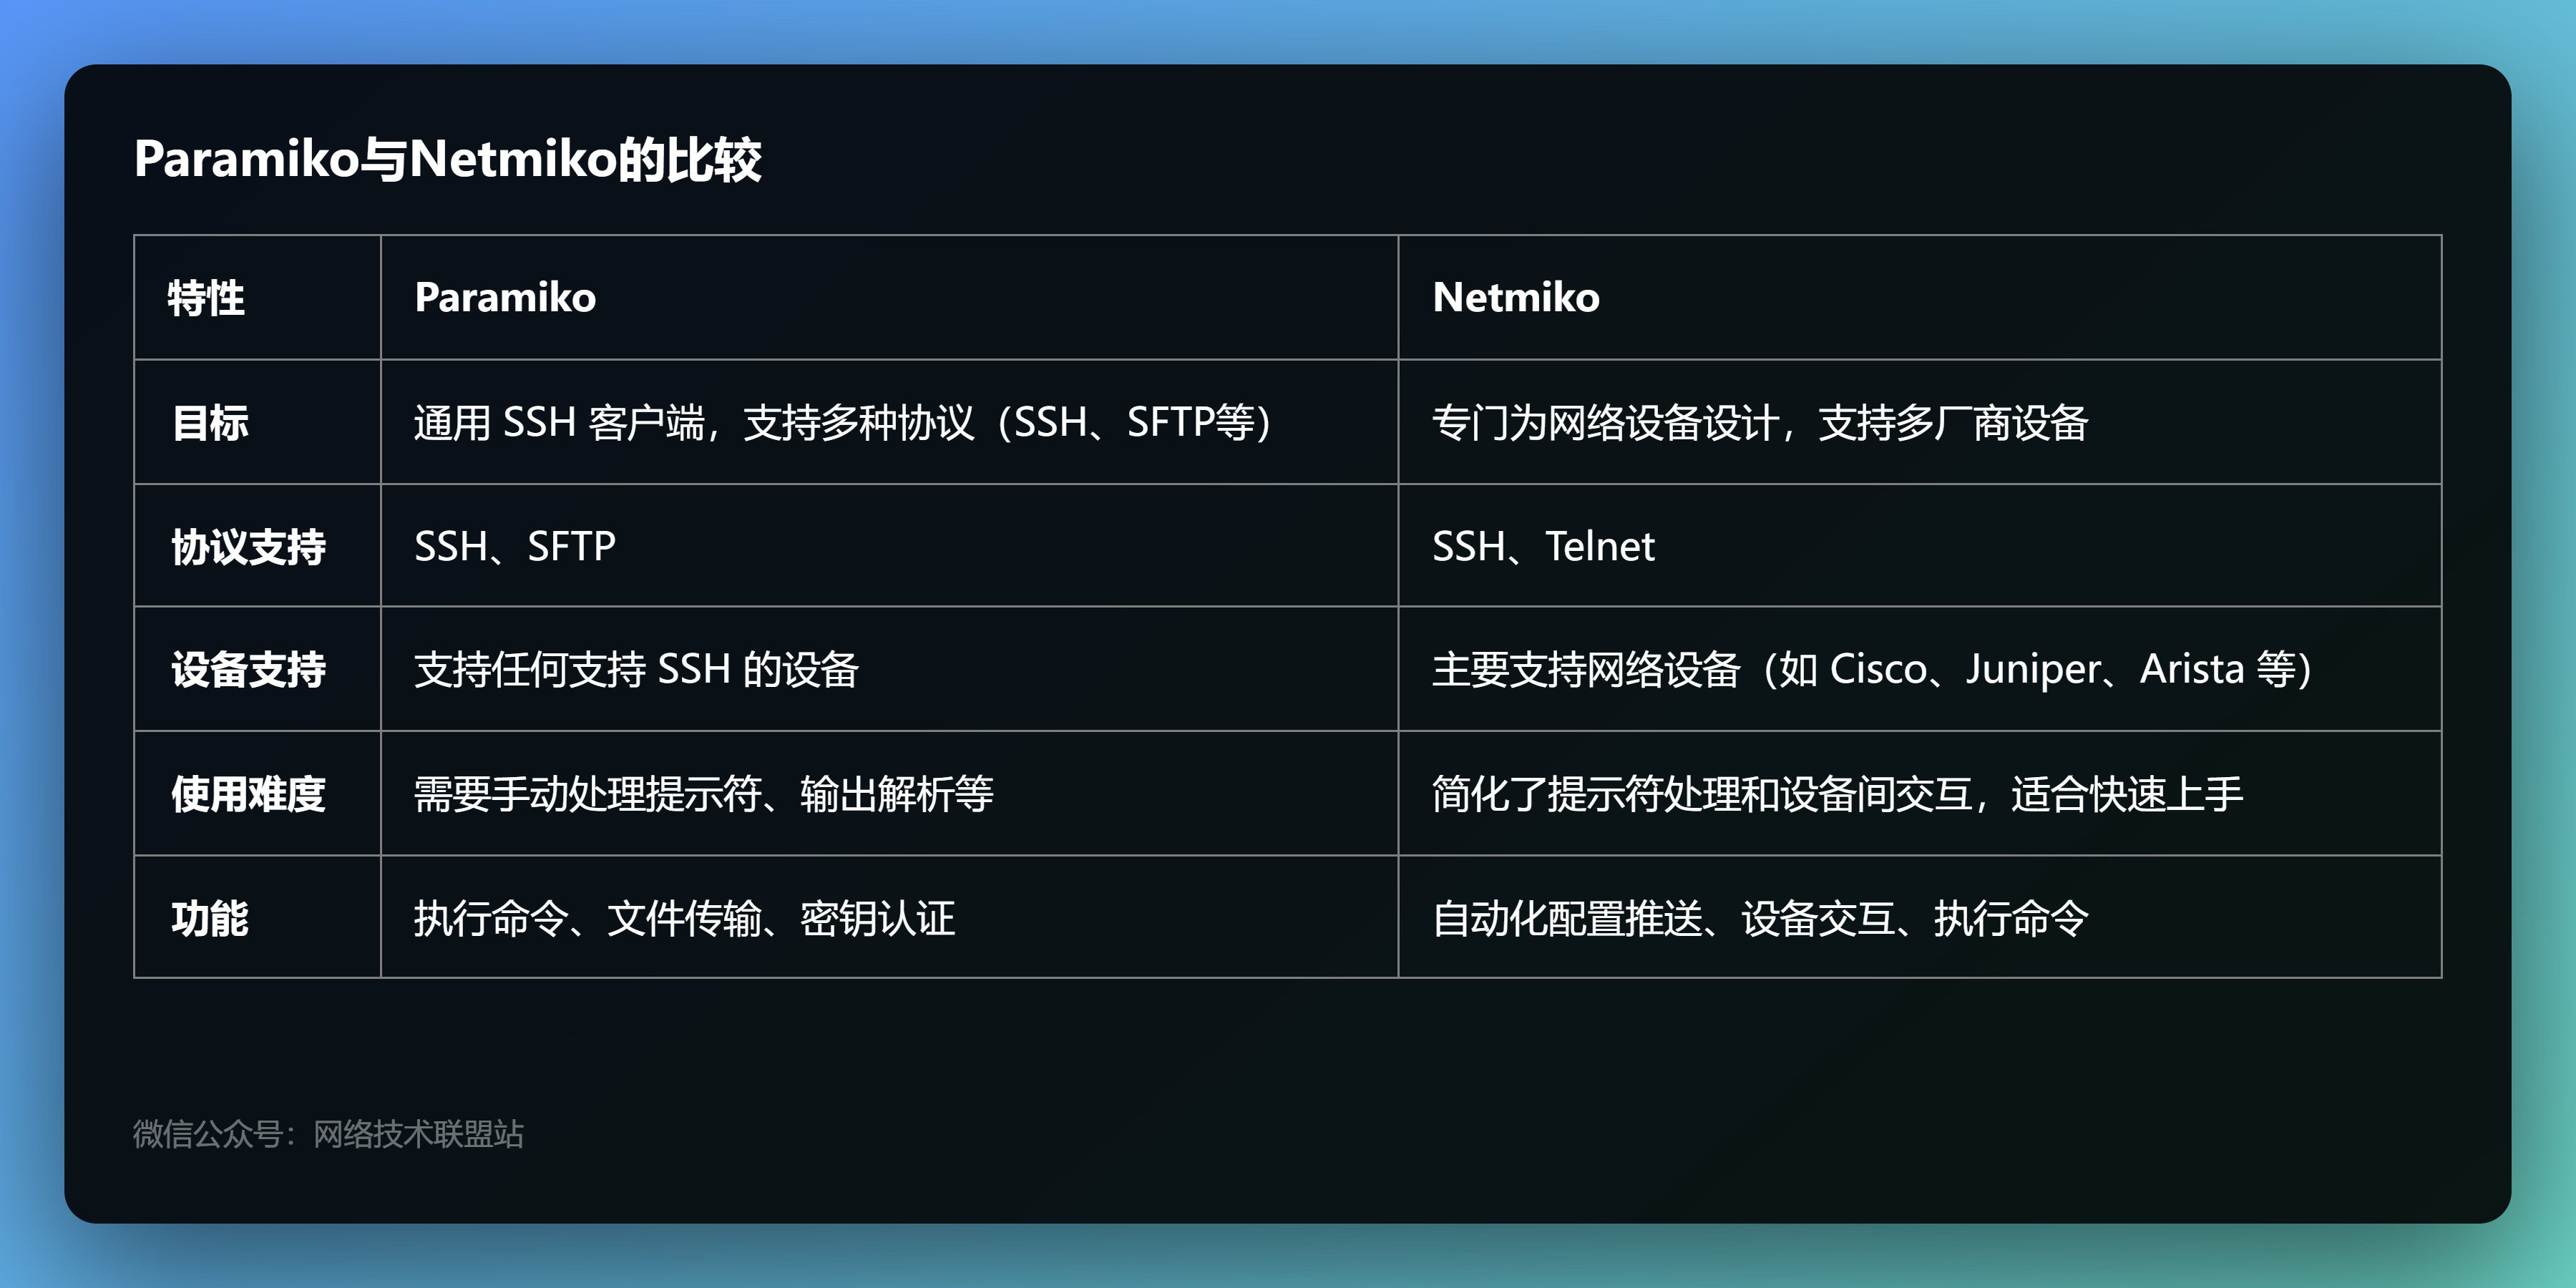 Paramiko与Netmiko的比较
特性 Paramiko Netmiko
目标 通用 SSH 客户端，支持多种协议（SSH、SFTP等） 专门为网络设备设计，支持多厂商设备
协议支持 SSH、SFTP SSH、Telnet
设备支持 支持任何支持 SSH 的设备 主要支持网络设备（如 Cisco、Juniper、Arista 等）
使用难度 需要手动处理提示符、输出解析等 简化了提示符处理和设备间交互，适合快速上手
功能 执行命令、文件传输、密钥认证 自动化配置推送、设备交互、执行命令
微信公众号：网络技术联盟站